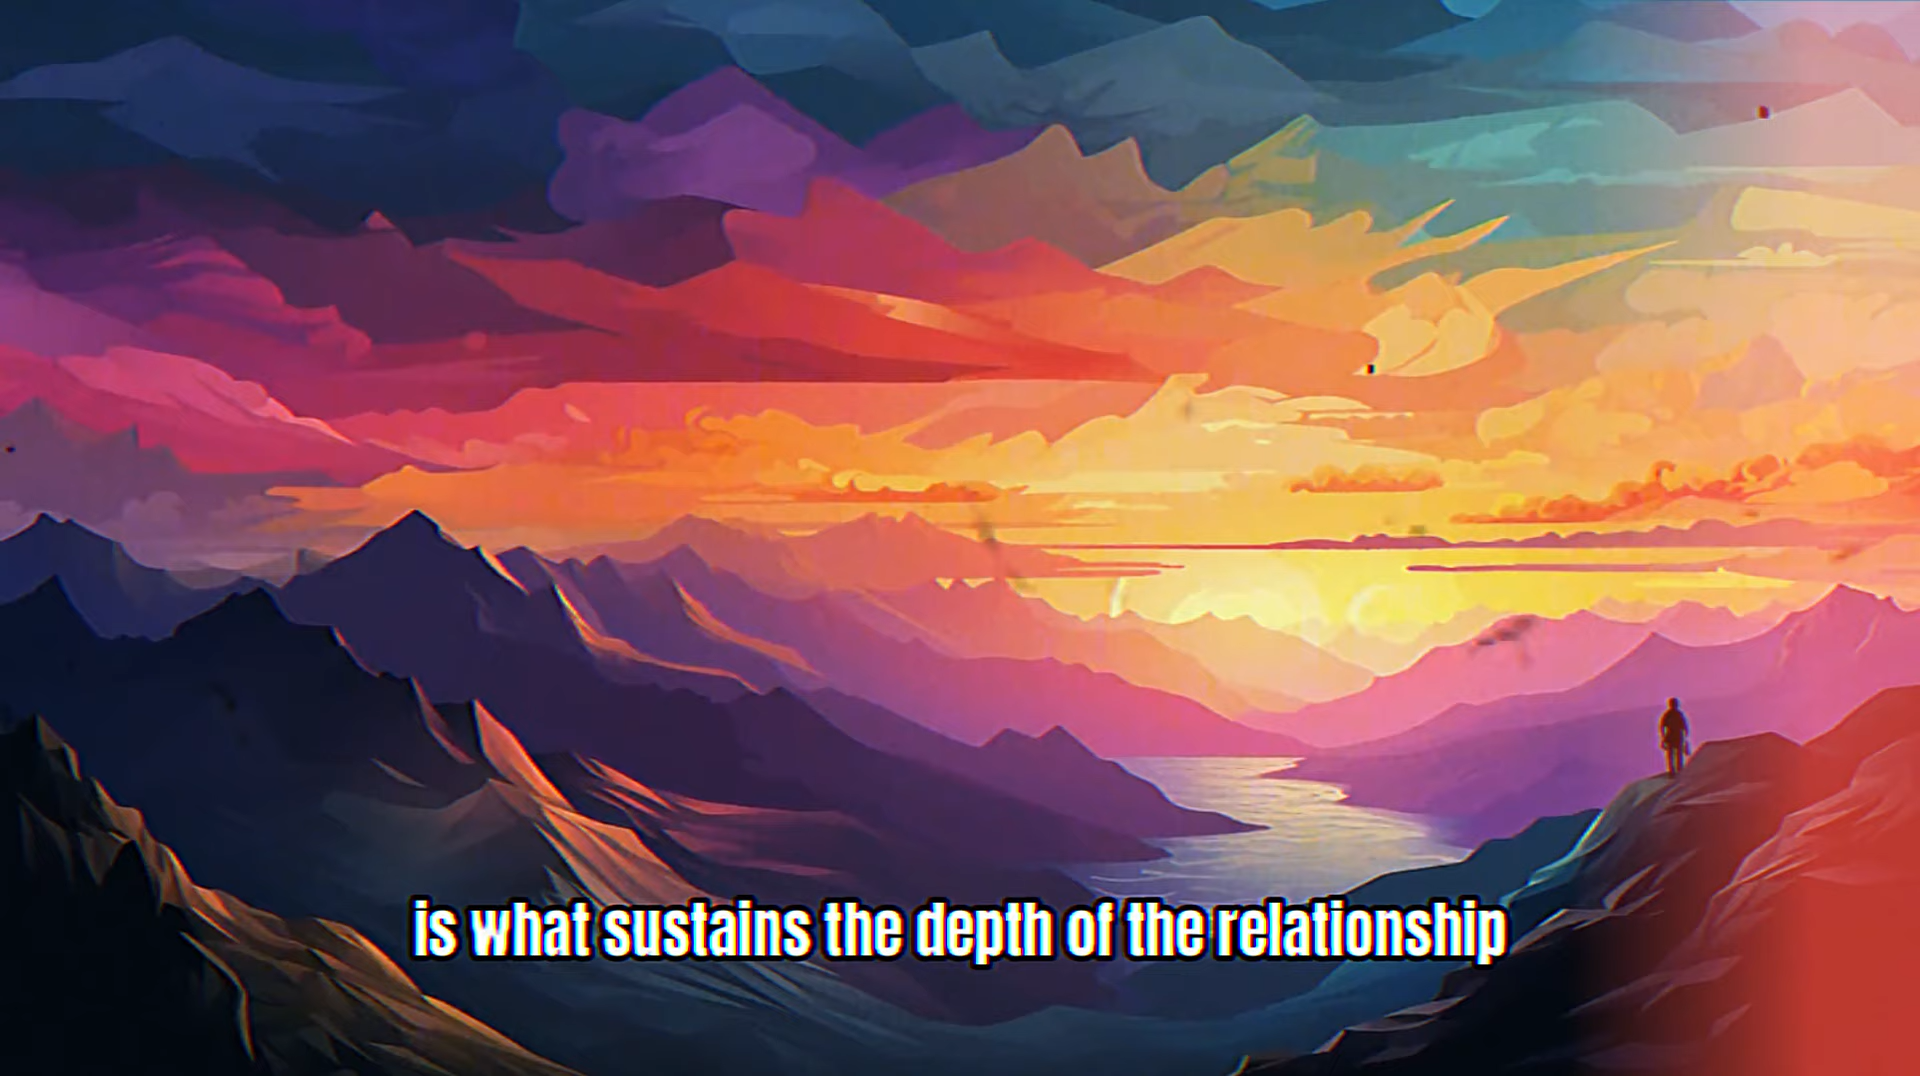 is what sustains the depth of the relationship